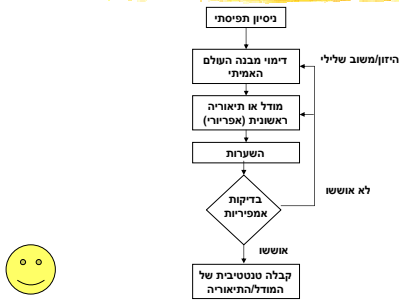 ניסיון תפיסתי
היזון/משוב שלילי
דימוי מבנה העולם
האמיתי
מודל או תיאוריה
ראשונית (אפריורי)
השערות
לא אוששו
בדיקות
אמפיריות
אוששו
קבלה טנטטיבית של
המודל/התיאוריה